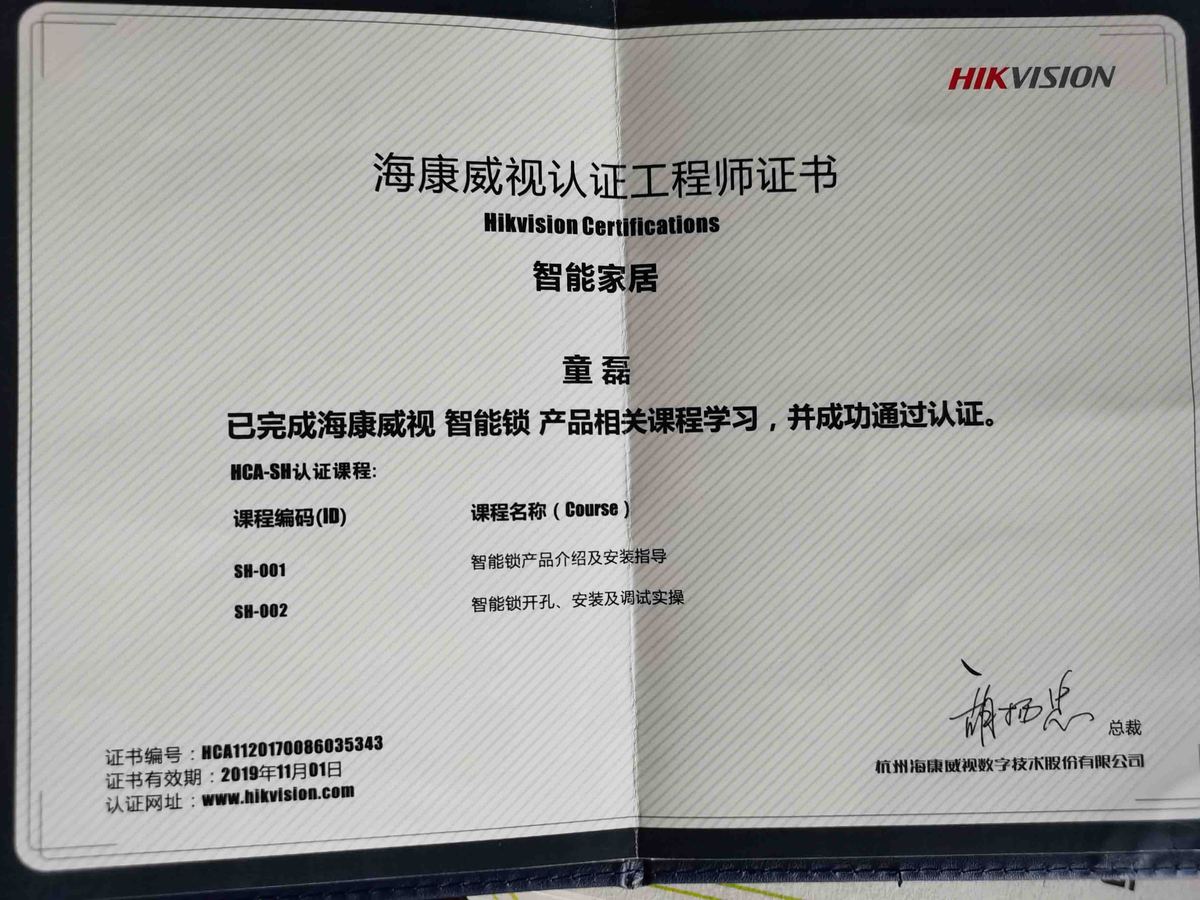 HIKVISION
海康威视认证工程师证书
Hikvision Certifications
智能家居
童磊
已完成海康威视 智能锁 产品相关课程学习，并成功通过认证。
HCA-SH认证课程:
课程编码(ID) 课程名称（Course）
SH-001 智能锁产品介绍及安装指导
SH-002 智能锁开孔、安装及调试实操
胡扬忠 总裁
杭州海康威视数字技术股份有限公司
证书编号：HCA1120170086035343
证书有效期：2019年11月01日
认证网址：www.hikvision.com